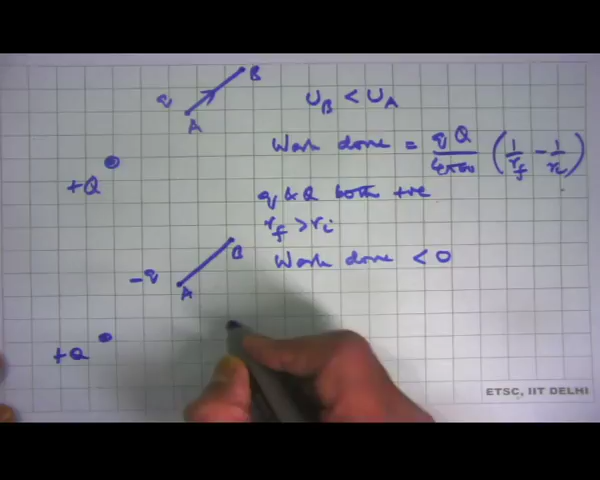 B
q
A
U_B < U_A
Work done = qQ/4πε₀ (1/r_f - 1/r_i)
+Q
q & Q both +ve
r_f > r_i
Work done < 0
B
-q
A
+Q
ETSC, IIT DELHI